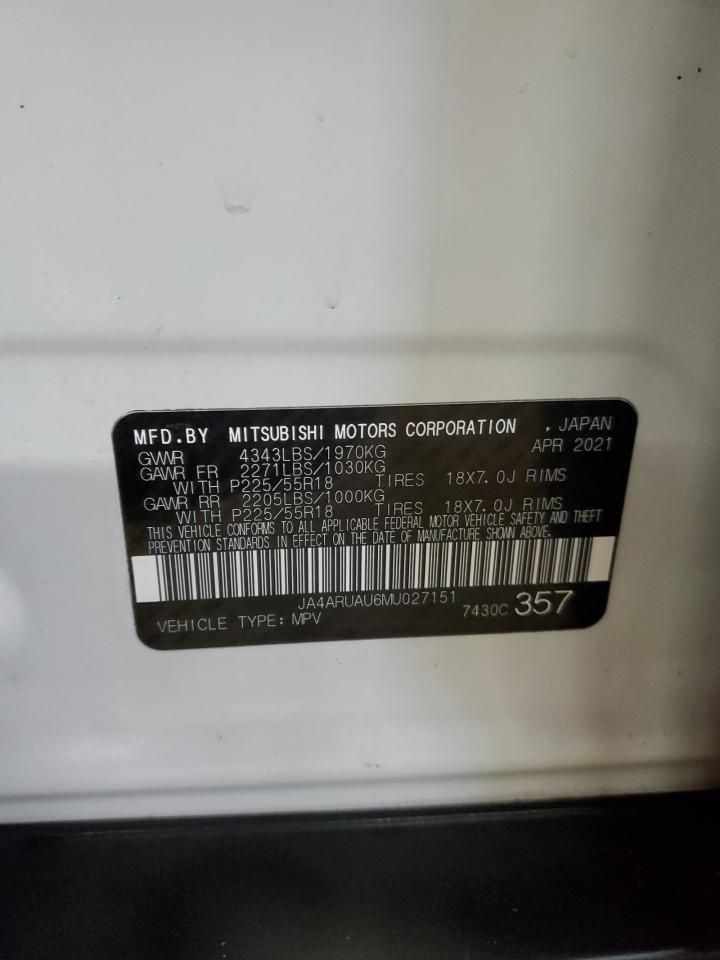 MFD.BY MITSUBISHI MOTORS CORPORATION , JAPAN
GVWR 4343LBS/1970KG APR 2021
GAWR FR 2271LBS/1030KG
WITH P225/55R18 TIRES 18X7.0J RIMS
GAWR RR 2205LBS/1000KG
WITH P225/55R18 TIRES 18X7.0J RIMS
THIS VEHICLE CONFORMS TO ALL APPLICABLE FEDERAL MOTOR VEHICLE SAFETY AND THEFT
PREVENTION STANDARDS IN EFFECT ON THE DATE OF MANUFACTURE SHOWN ABOVE.
JA4ARUAU6MU027151
VEHICLE TYPE: MPV 7430C 357